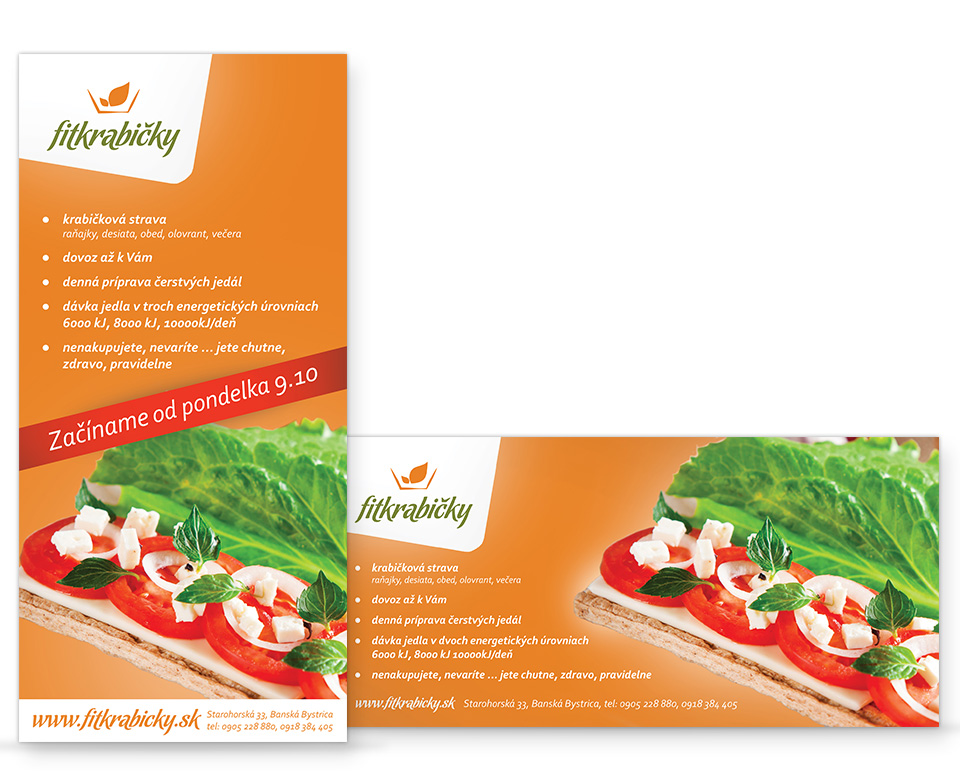 fitkrabičky
krabičková strava
raňajky, desiata, obed, olovrant, večera
dovoz až k Vám
denná príprava čerstvých jedál
dávka jedla v troch energetických úrovniach
6000 kJ, 8000 kJ, 10000kJ/deň
nenakupujete, nevaríte ... jete chutne,
zdravo, pravidelne
Začíname od pondelka 9.10
www.fitkrabicky.sk
Starohorská 33, Banská Bystrica
tel: 0905 228 880, 0918 384 405
fitkrabičky
krabičková strava
raňajky, desiata, obed, olovrant, večera
dovoz až k Vám
denná príprava čerstvých jedál
dávka jedla v dvoch energetických úrovniach
6000 kJ, 8000 kJ 10000kJ/deň
nenakupujete, nevaríte ... jete chutne, zdravo, pravidelne
www.fitkrabicky.sk Starohorská 33, Banská Bystrica, tel: 0905 228 880, 0918 384 405